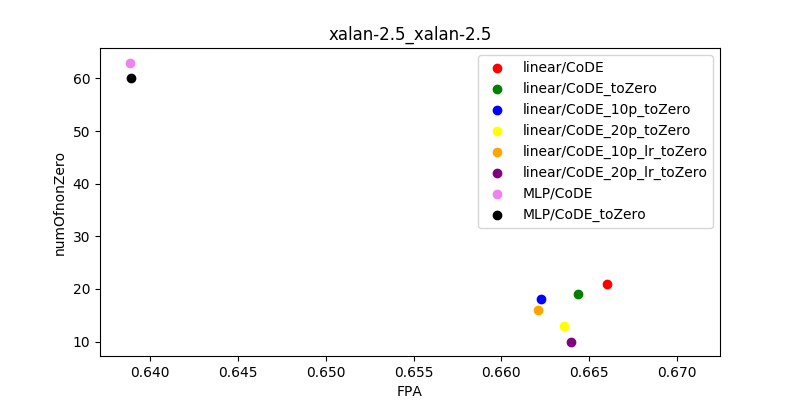 xalan-2.5_xalan-2.5
linear/CoDE
linear/CoDE_toZero
linear/CoDE_10p_toZero
linear/CoDE_20p_toZero
linear/CoDE_10p_lr_toZero
linear/CoDE_20p_lr_toZero
MLP/CoDE
MLP/CoDE_toZero
numOfnonZero
60
50
40
30
20
10
0.640 0.645 0.650 0.655 0.660 0.665 0.670
FPA